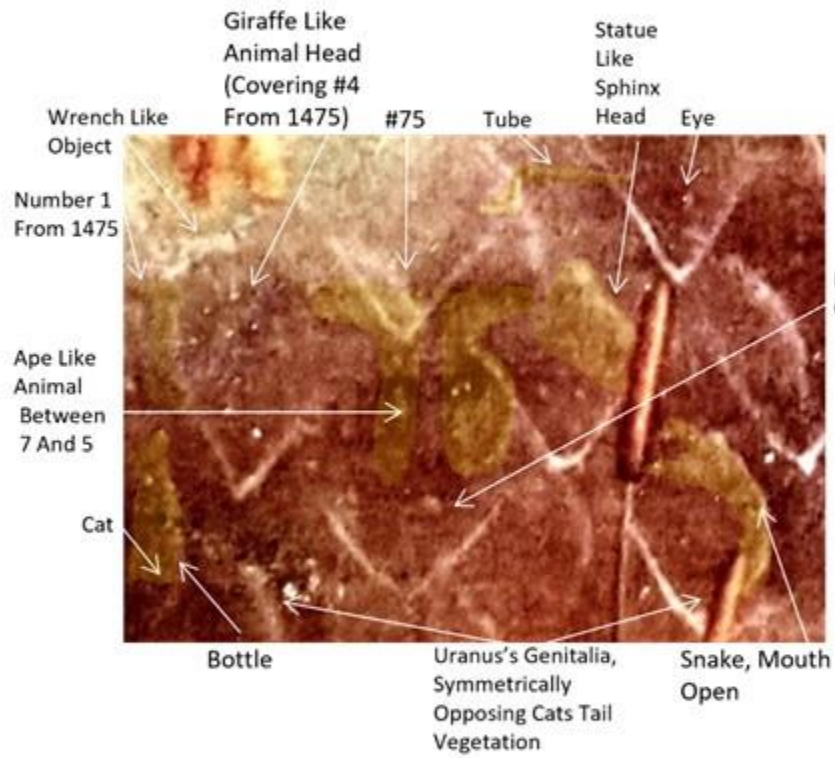 Giraffe Like
Animal Head
(Covering #4
From 1475)
Wrench Like
Object
#75
Tube
Statue
Like
Sphinx
Head
Eye
Number 1
From 1475
Ape Like
Animal
Between
7 And 5
Cat
Bottle
Uranus's Genitalia,
Symmetrically
Opposing Cats Tail
Vegetation
Snake, Mouth
Open